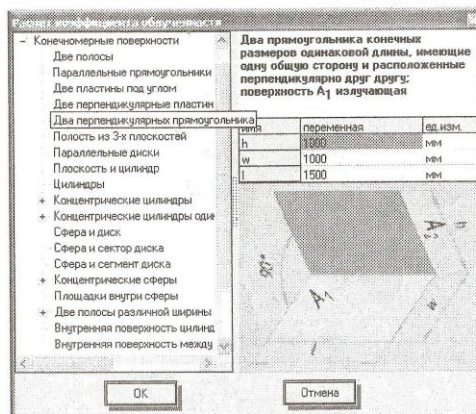 Расчет коэффициента облученности
− Конечномерные поверхности
Две полосы
Параллельные прямоугольники
Две пластины под углом
Две перпендикулярные пластин
Два перпендикулярных прямоугольника
Полость из 3-х плоскостей
Параллельные диски
Плоскость и цилиндр
Цилиндры
+ Концентрические цилиндры
+ Концентрические цилиндры один
Сфера и диск
Сфера и сектор диска
Сфера и сегмент диска
+ Концентрические сферы
Площадки внутри сферы
+ Две полосы различной ширины
Внутренняя поверхность цилинд
Внутренняя поверхность между
Два прямоугольника конечных
размеров одинаковой длины, имеющие
одну общую сторону и расположенные
перпендикулярно друг другу;
поверхность A1 излучающая
имя переменная ед.изм.
h 1000 мм
w 1000 мм
l 1500 мм
A2 h
90°
A1
l w
OK Отмена